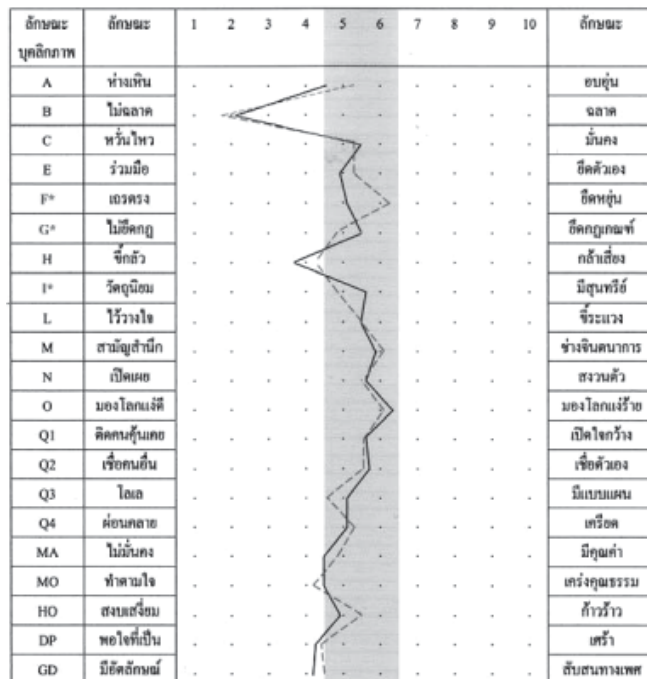 ลักษณะ ลักษณะ 1 2 3 4 5 6 7 8 9 10 ลักษณะ
บุคลิกภาพ
A ห่างเหิน อบอุ่น
B ไม่ฉลาด ฉลาด
C หวั่นไหว มั่นคง
E ร่วมมือ ยึดตัวเอง
F* เถรตรง ยืดหยุ่น
G* ไม่ยึดกฎ ยึดกฎเกณฑ์
H ขี้กลัว กล้าเสี่ยง
I* วัตถุนิยม มีสุนทรีย์
L ไว้วางใจ ขี้ระแวง
M สามัญสำนึก ช่างจินตนาการ
N เปิดเผย สงวนตัว
O มองโลกแง่ดี มองโลกแง่ร้าย
Q1 ติดคนคุ้นเคย เปิดใจกว้าง
Q2 เชื่อคนอื่น เชื่อตัวเอง
Q3 โลเล มีแบบแผน
Q4 ผ่อนคลาย เครียด
MA ไม่มั่นคง มีคุณค่า
MO ทำตามใจ เคร่งคุณธรรม
HO สงบเสงี่ยม ก้าวร้าว
DP พอใจที่เป็น เศร้า
GD มีอัตลักษณ์ สับสนทางเพศ